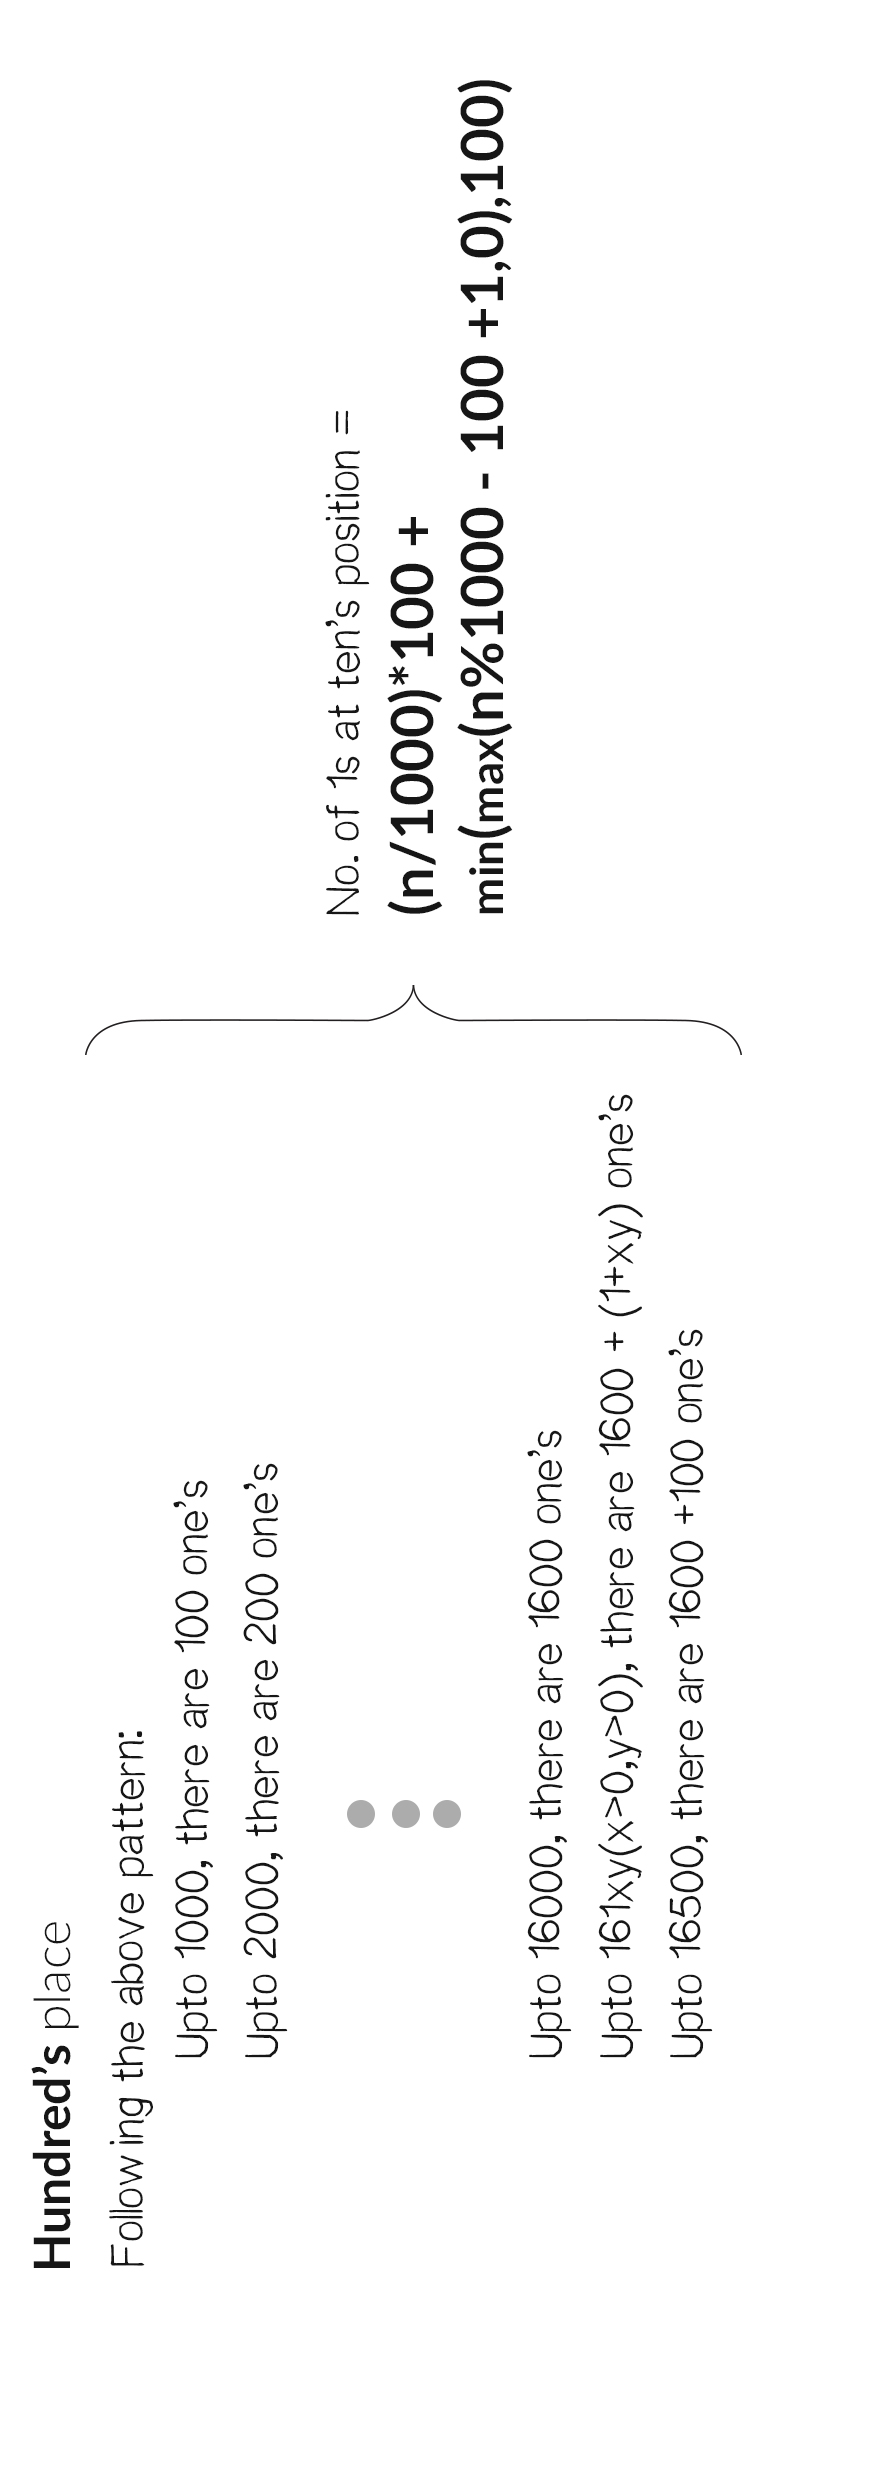 Hundred's place
Following the above pattern:
Upto 1000, there are 100 one's
Upto 2000, there are 200 one's
Upto 16000, there are 1600 one's
Upto 161xy(x>0,y>0), there are 1600 + (1+xy) one's
Upto 16500, there are 1600 +100 one's
No. of 1s at ten's position =
(n/1000)*100 +
min(max(n%1000 - 100 +1,0),100)